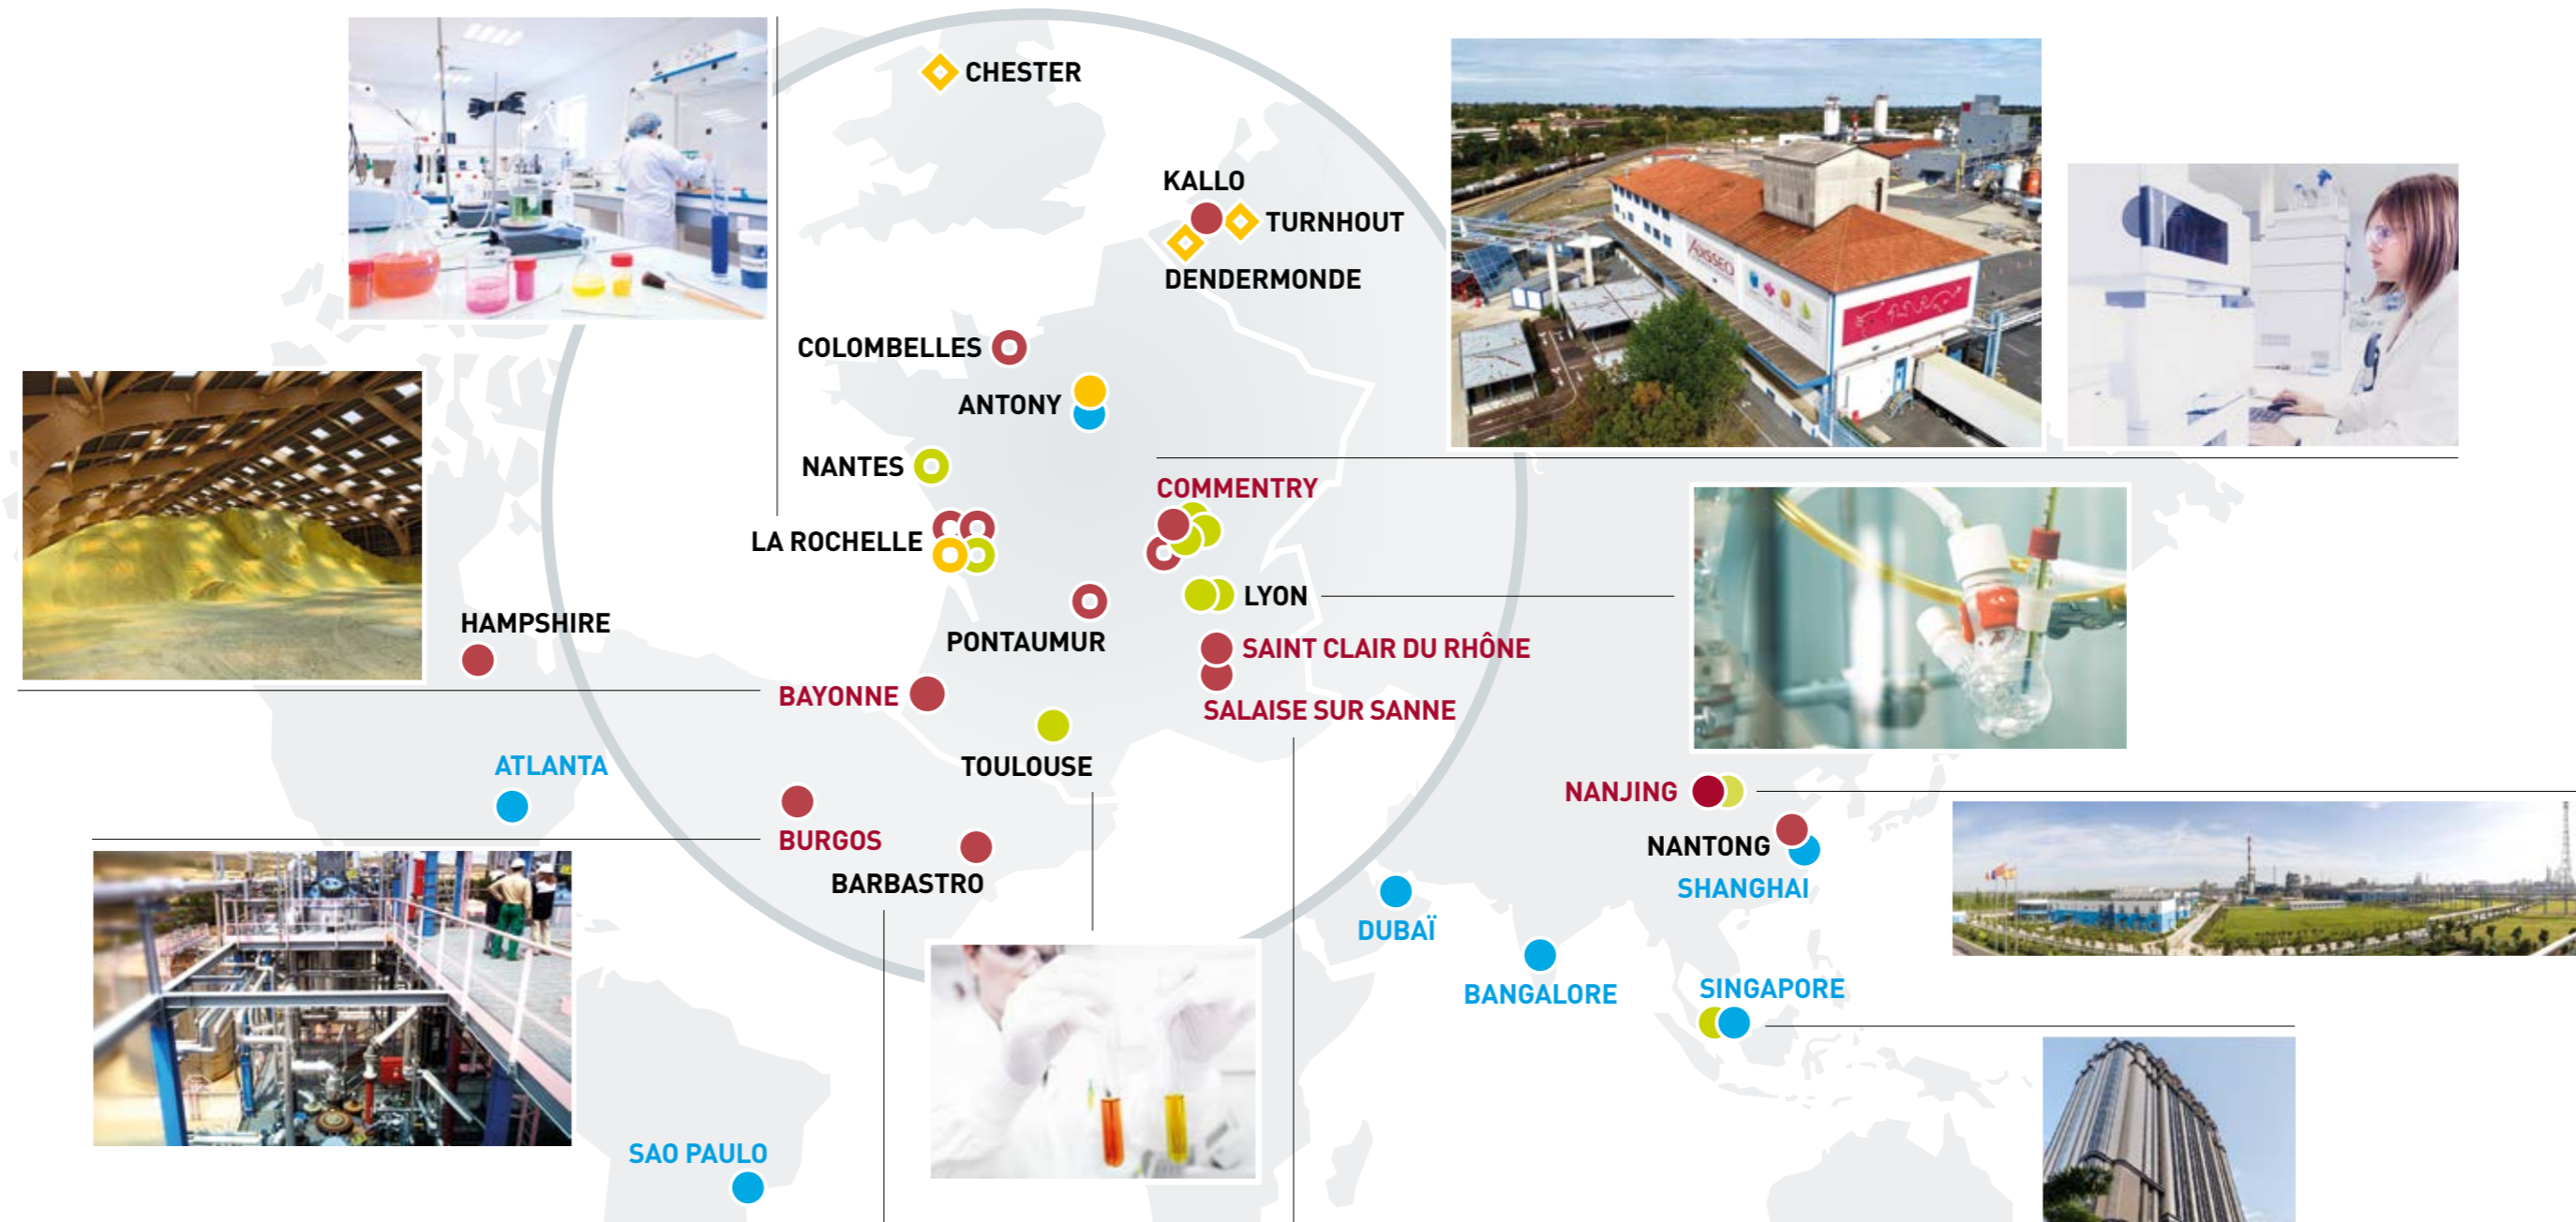 CHESTER
KALLO
TURNHOUT
DENDERMONDE
ADISSEO
COLOMBELLES
ANTONY
NANTES
COMMENTRY
LA ROCHELLE
LYON
HAMPSHIRE
PONTAUMUR
SAINT CLAIR DU RHÔNE
BAYONNE
SALAISE SUR SANNE
TOULOUSE
ATLANTA
NANJING
BURGOS
NANTONG
BARBASTRO
SHANGHAI
DUBAÏ
BANGALORE
SINGAPORE
SAO PAULO